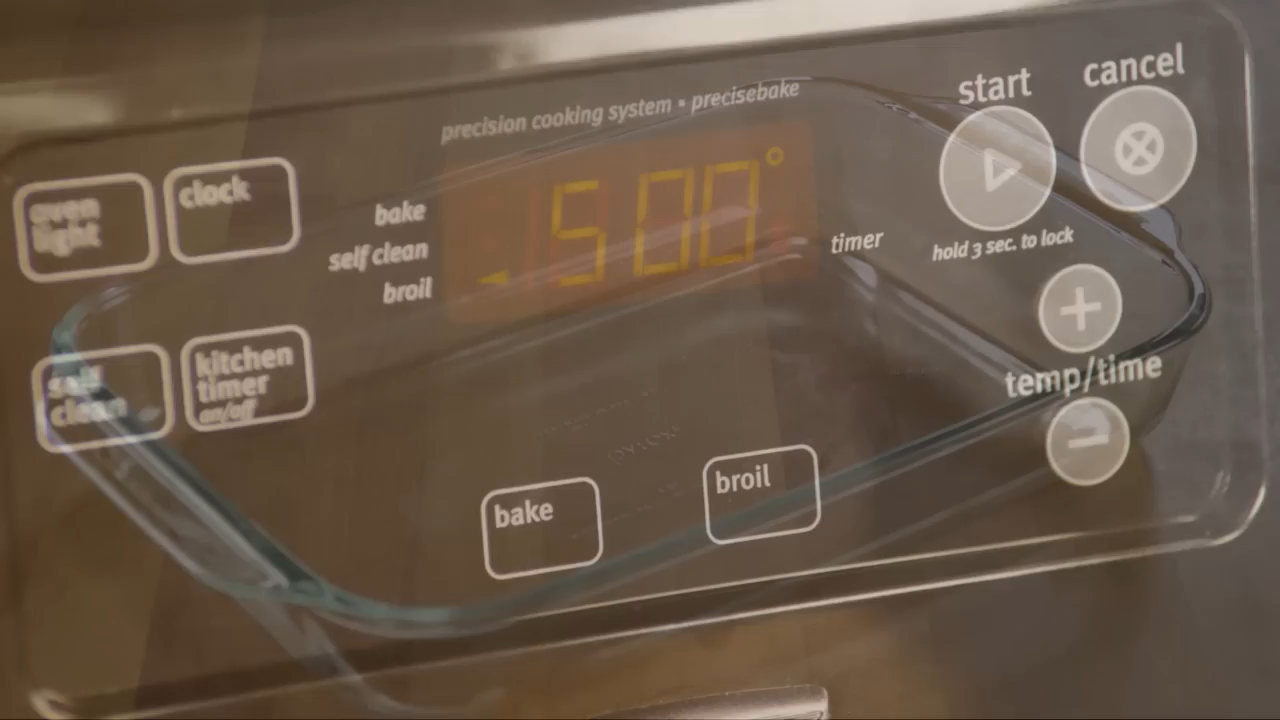 precision cooking system • precisebake
start
cancel
oven
light
clock
bake
self clean
broil
500°
timer
hold 3 sec. to lock
self
clean
kitchen
timer
on/off
temp/time
bake
broil
pyrex